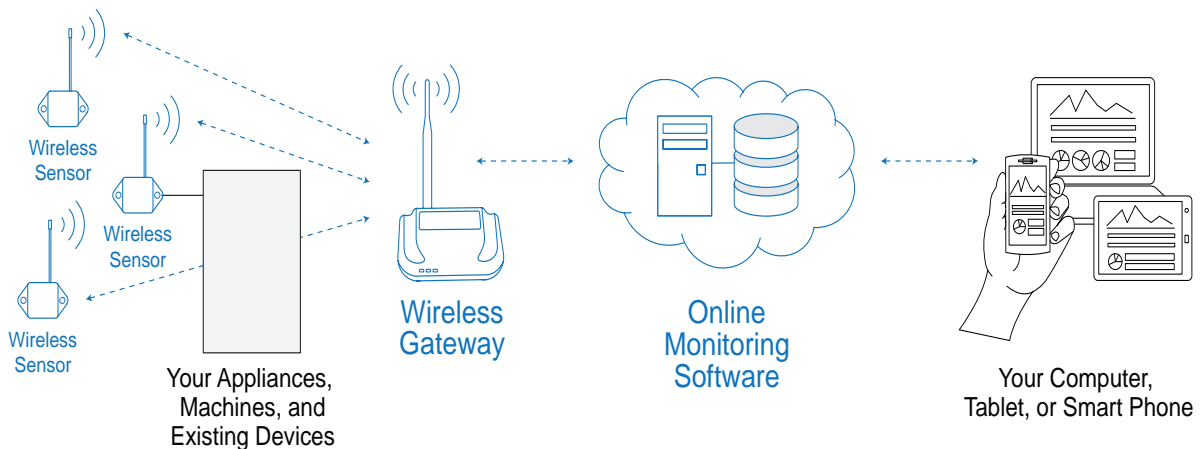 Wireless
Sensor
Wireless
Sensor
Wireless
Sensor
Your Appliances,
Machines, and
Existing Devices
Wireless
Gateway
Online
Monitoring
Software
Your Computer,
Tablet, or Smart Phone